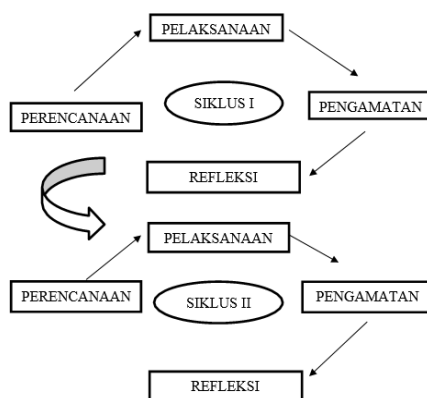 PELAKSANAAN
SIKLUS I
PENGAMATAN
PERENCANAAN
REFLEKSI
PELAKSANAAN
PERENCANAAN
SIKLUS II
PENGAMATAN
REFLEKSI